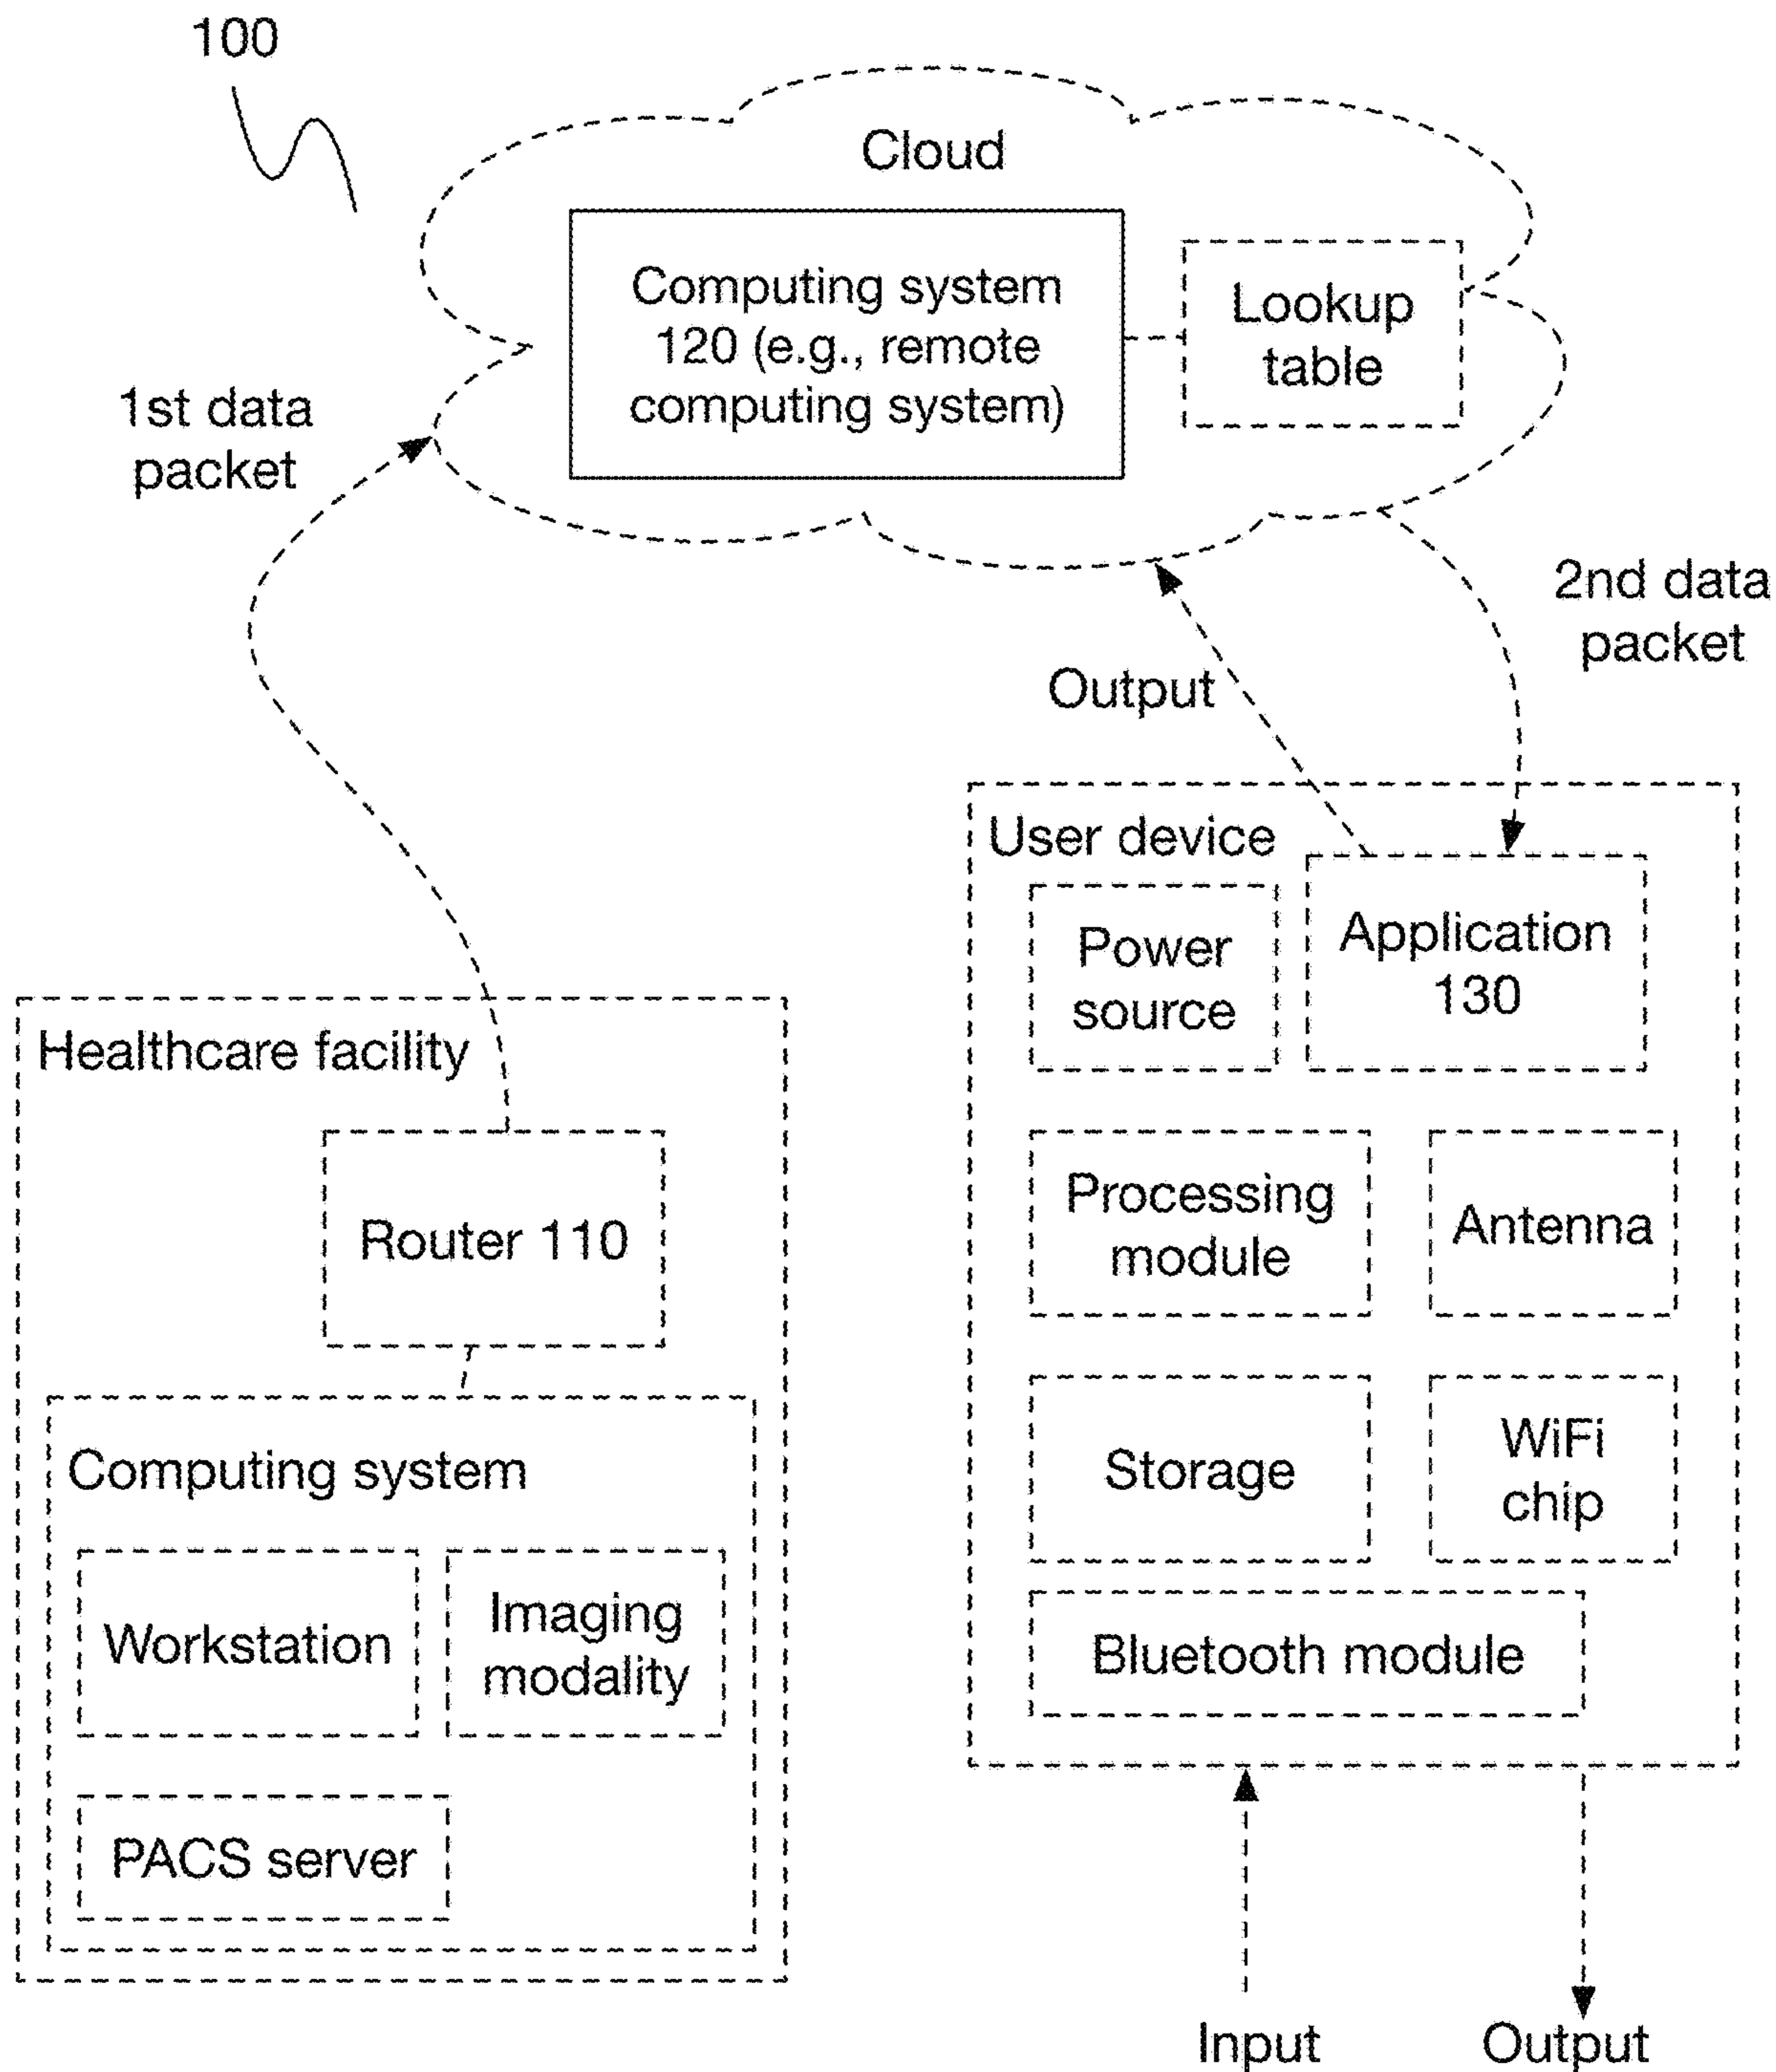 100
Cloud
Computing system
120 (e.g., remote
computing system)
Lookup
table
1st data
packet
2nd data
packet
Output
User device
Power
source
Application
130
Healthcare facility
Router 110
Processing
module
Antenna
Computing system
Storage
WiFi
chip
Workstation
Imaging
modality
Bluetooth module
PACS server
Input
Output